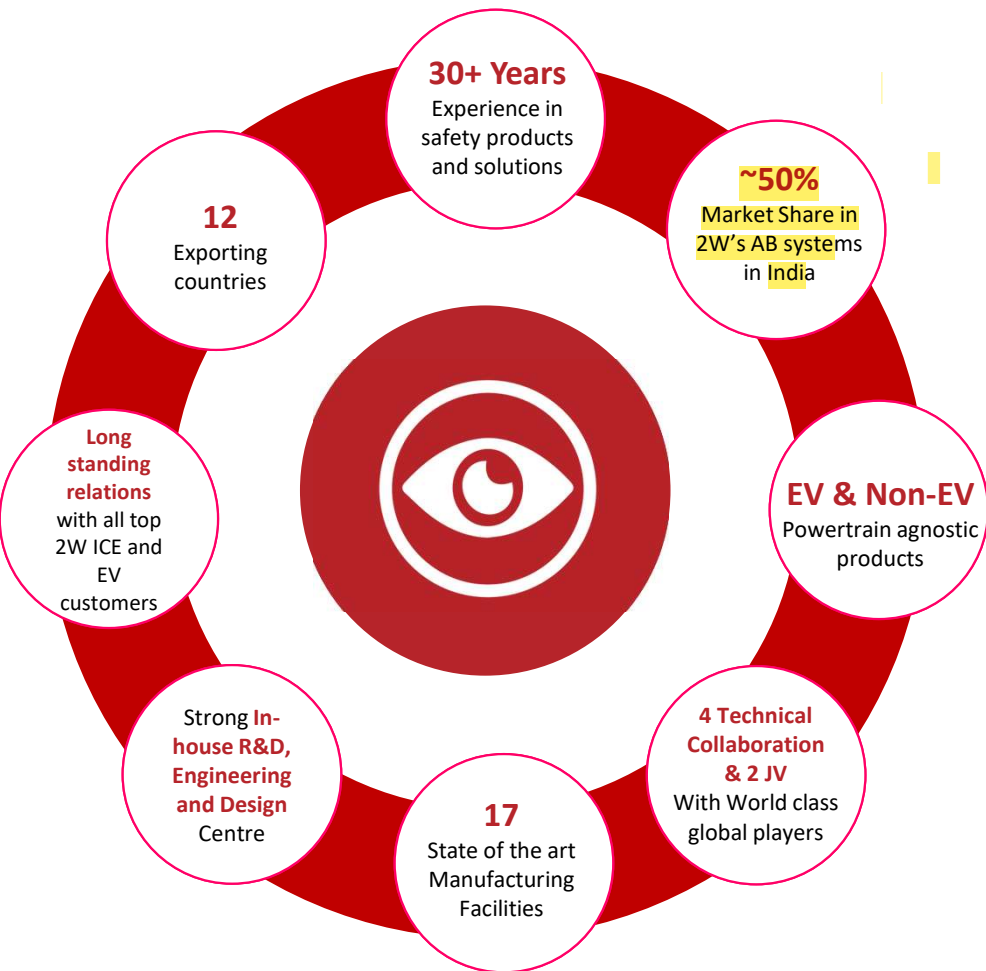 30+ Years
Experience in
safety products
and solutions
~50%
Market Share in
2W's AB systems
in India
EV & Non-EV
Powertrain agnostic
products
4 Technical
Collaboration
& 2 JV
With World class
global players
17
State of the art
Manufacturing
Facilities
Strong In-
house R&D,
Engineering
and Design
Centre
Long
standing
relations
with all top
2W ICE and
EV
customers
12
Exporting
countries